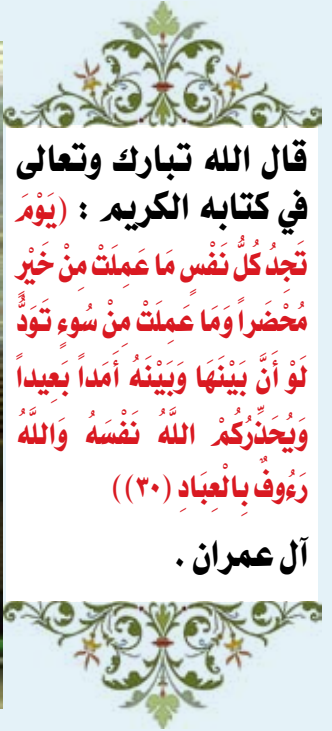 قال الله تبارك وتعالى
في كتابه الكريم : (يَوْمَ
تَجِدُ كُلُّ نَفْسٍ مَا عَمِلَتْ مِنْ خَيْرٍ
مُحْضَراً وَمَا عَمِلَتْ مِنْ سُوءٍ تَوَدُّ
لَوْ أَنَّ بَيْنَهَا وَبَيْنَهُ أَمَداً بَعِيداً
وَيُحَذِّرُكُمْ اللَّهُ نَفْسَهُ وَاللَّهُ
رَءُوفٌ بِالْعِبَادِ (٣٠))
آل عمران .